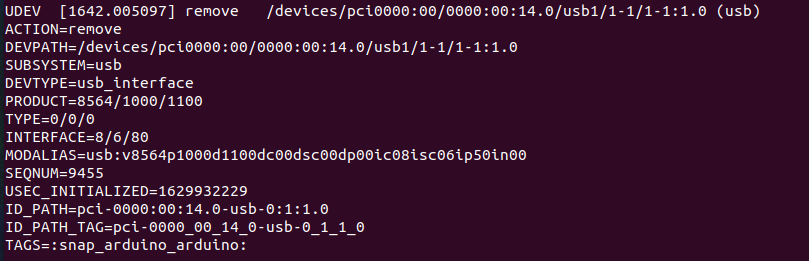 UDEV  [1642.005097] remove   /devices/pci0000:00/0000:00:14.0/usb1/1-1/1-1:1.0 (usb)
ACTION=remove
DEVPATH=/devices/pci0000:00/0000:00:14.0/usb1/1-1/1-1:1.0
SUBSYSTEM=usb
DEVTYPE=usb_interface
PRODUCT=8564/1000/1100
TYPE=0/0/0
INTERFACE=8/6/80
MODALIAS=usb:v8564p1000d1100dc00dsc00dp00ic08isc06ip50in00
SEQNUM=9455
USEC_INITIALIZED=1629932229
ID_PATH=pci-0000:00:14.0-usb-0:1:1.0
ID_PATH_TAG=pci-0000_00_14_0-usb-0_1_1_0
TAGS=:snap_arduino_arduino: